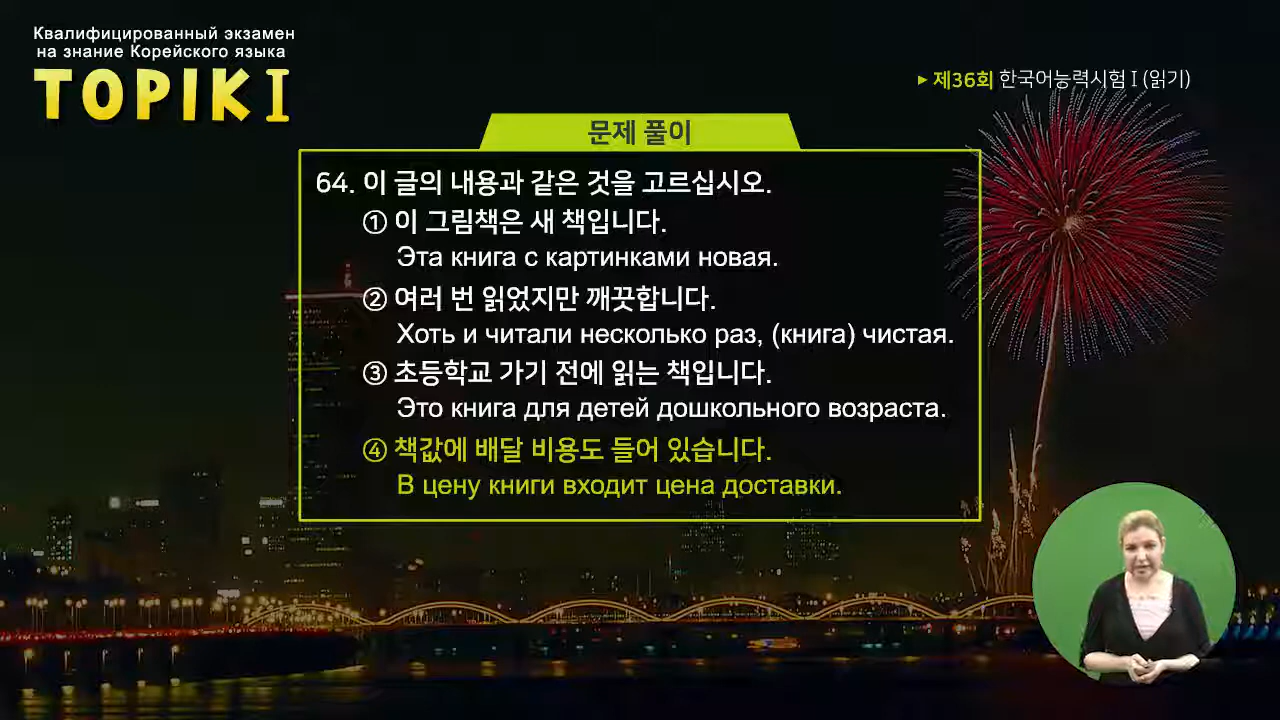 Квалифицированный экзамен
на знание Корейского языка
TOPIK I
▶ 제36회 한국어능력시험 I (읽기)
문제 풀이
64. 이 글의 내용과 같은 것을 고르십시오.
① 이 그림책은 새 책입니다.
Эта книга с картинками новая.
② 여러 번 읽었지만 깨끗합니다.
Хоть и читали несколько раз, (книга) чистая.
③ 초등학교 가기 전에 읽는 책입니다.
Это книга для детей дошкольного возраста.
④ 책값에 배달 비용도 들어 있습니다.
В цену книги входит цена доставки.